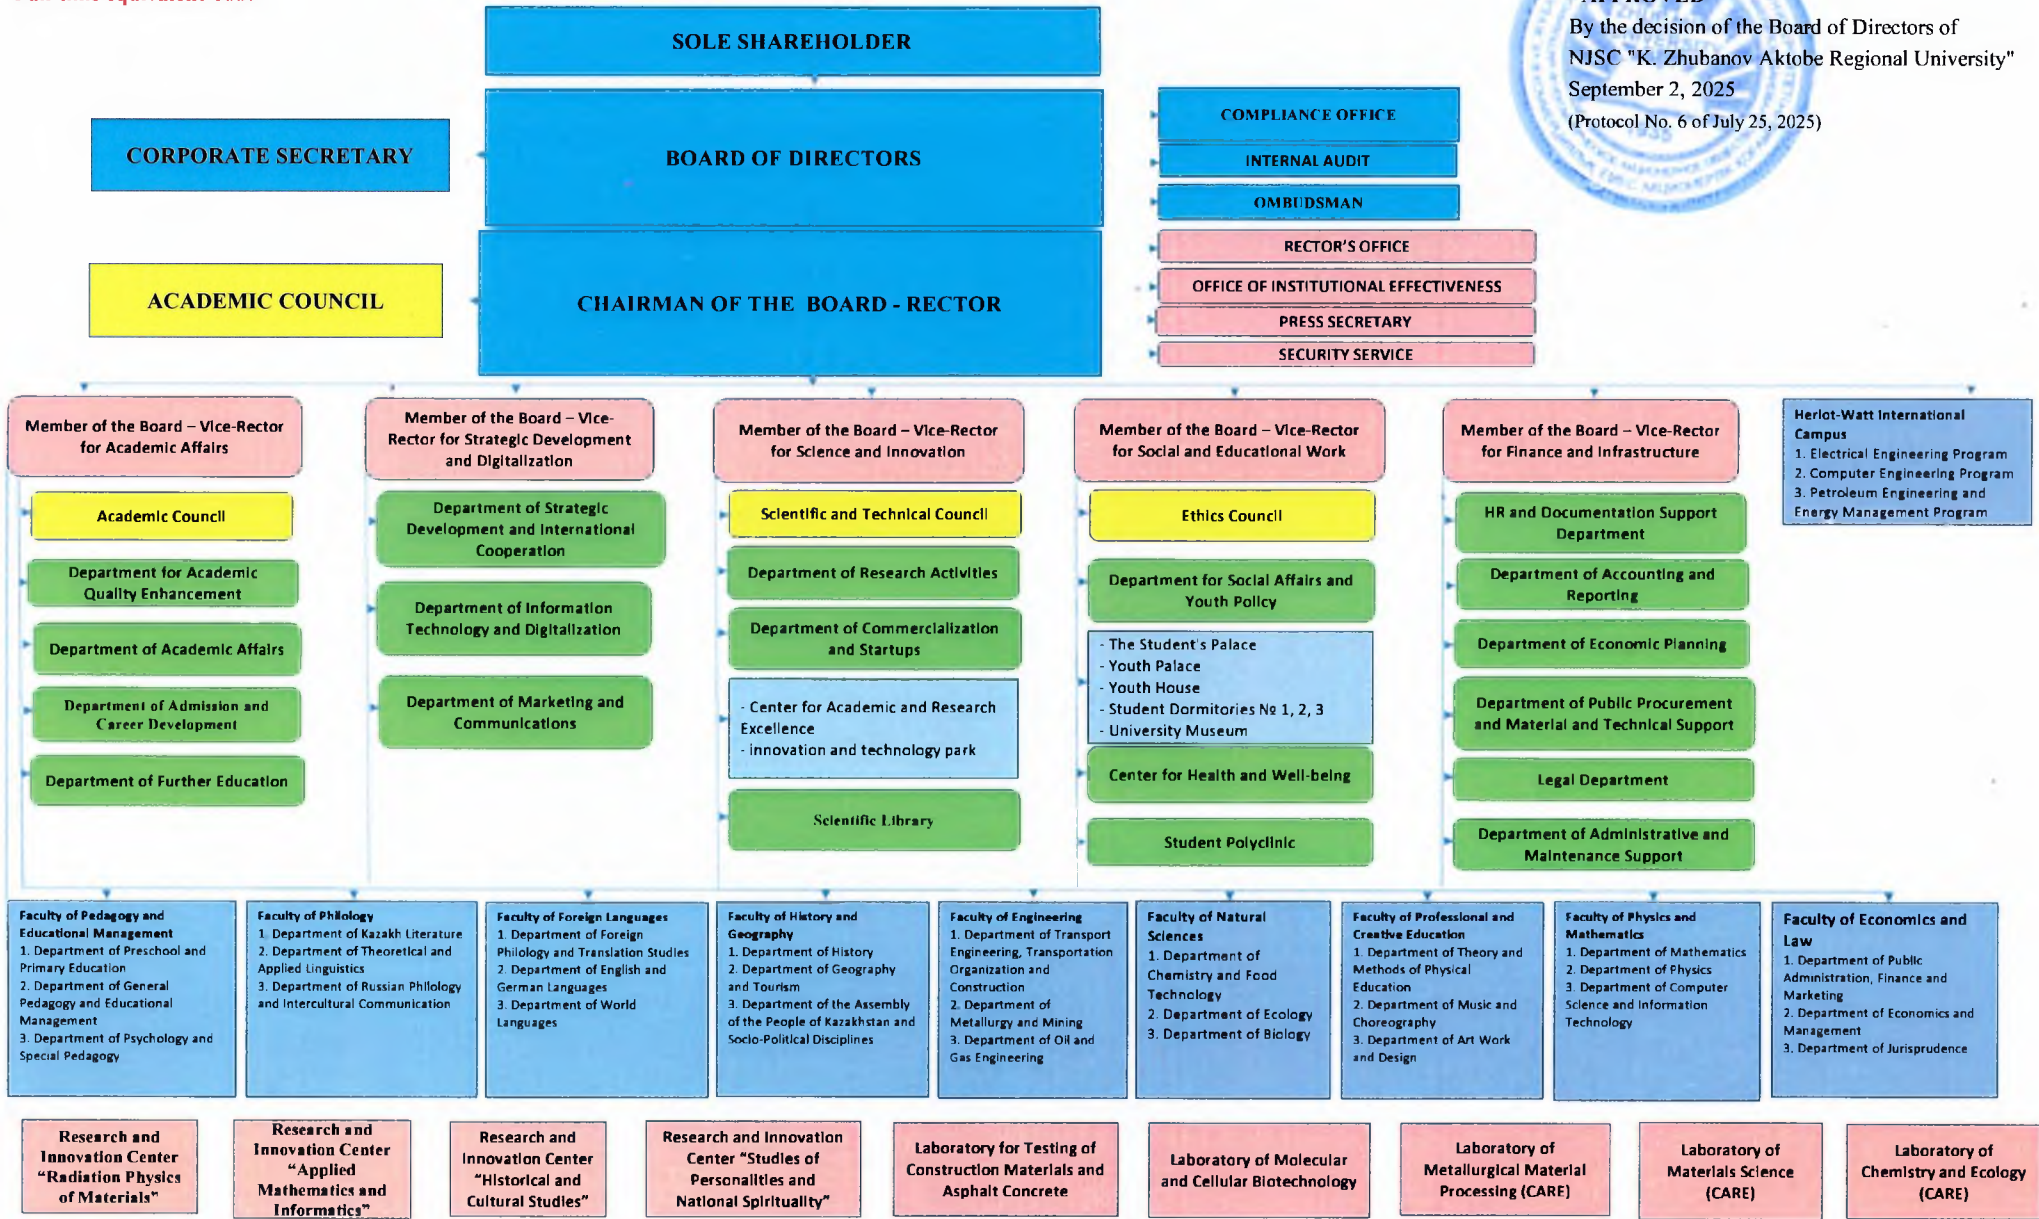 APPROVED
By the decision of the Board of Directors of
NJSC "K. Zhubanov Aktobe Regional University"
September 2, 2025
(Protocol No. 6 of July 25, 2025)
SOLE SHAREHOLDER
CORPORATE SECRETARY
BOARD OF DIRECTORS
COMPLIANCE OFFICE
INTERNAL AUDIT
OMBUDSMAN
ACADEMIC COUNCIL
CHAIRMAN OF THE BOARD - RECTOR
RECTOR'S OFFICE
OFFICE OF INSTITUTIONAL EFFECTIVENESS
PRESS SECRETARY
SECURITY SERVICE
Member of the Board – Vice-Rector
for Academic Affairs
Academic Council
Department for Academic
Quality Enhancement
Department of Academic Affairs
Department of Admission and
Career Development
Department of Further Education
Member of the Board – Vice-
Rector for Strategic Development
and Digitalization
Department of Strategic
Development and International
Cooperation
Department of Information
Technology and Digitalization
Department of Marketing and
Communications
Member of the Board – Vice-Rector
for Science and Innovation
Scientific and Technical Council
Department of Research Activities
Department of Commercialization
and Startups
- Center for Academic and Research
Excellence
- innovation and technology park
Scientific Library
Member of the Board – Vice-Rector
for Social and Educational Work
Ethics Council
Department for Social Affairs and
Youth Policy
- The Student's Palace
- Youth Palace
- Youth House
- Student Dormitories № 1, 2, 3
- University Museum
Center for Health and Well-being
Student Polyclinic
Member of the Board – Vice-Rector
for Finance and Infrastructure
HR and Documentation Support
Department
Department of Accounting and
Reporting
Department of Economic Planning
Department of Public Procurement
and Material and Technical Support
Legal Department
Department of Administrative and
Maintenance Support
Heriot-Watt International
Campus
1. Electrical Engineering Program
2. Computer Engineering Program
3. Petroleum Engineering and
Energy Management Program
Faculty of Pedagogy and
Educational Management
1. Department of Preschool and
Primary Education
2. Department of General
Pedagogy and Educational
Management
3. Department of Psychology and
Special Pedagogy
Faculty of Philology
1. Department of Kazakh Literature
2. Department of Theoretical and
Applied Linguistics
3. Department of Russian Philology
and Intercultural Communication
Faculty of Foreign Languages
1. Department of Foreign
Philology and Translation Studies
2. Department of English and
German Languages
3. Department of World
Languages
Faculty of History and
Geography
1. Department of History
2. Department of Geography
and Tourism
3. Department of the Assembly
of the People of Kazakhstan and
Socio-Political Disciplines
Faculty of Engineering
1. Department of Transport
Engineering, Transportation
Organization and
Construction
2. Department of
Metallurgy and Mining
3. Department of Oil and
Gas Engineering
Faculty of Natural
Sciences
1. Department of
Chemistry and Food
Technology
2. Department of Ecology
3. Department of Biology
Faculty of Professional and
Creative Education
1. Department of Theory and
Methods of Physical
Education
2. Department of Music and
Choreography
3. Department of Art Work
and Design
Faculty of Physics and
Mathematics
1. Department of Mathematics
2. Department of Physics
3. Department of Computer
Science and Information
Technology
Faculty of Economics and
Law
1. Department of Public
Administration, Finance and
Marketing
2. Department of Economics and
Management
3. Department of Jurisprudence
Research and
Innovation Center
"Radiation Physics
of Materials"
Research and
Innovation Center
"Applied
Mathematics and
Informatics"
Research and
Innovation Center
"Historical and
Cultural Studies"
Research and Innovation
Center "Studies of
Personalities and
National Spirituality"
Laboratory for Testing of
Construction Materials and
Asphalt Concrete
Laboratory of Molecular
and Cellular Biotechnology
Laboratory of
Metallurgical Material
Processing (CARE)
Laboratory of
Materials Science
(CARE)
Laboratory of
Chemistry and Ecology
(CARE)